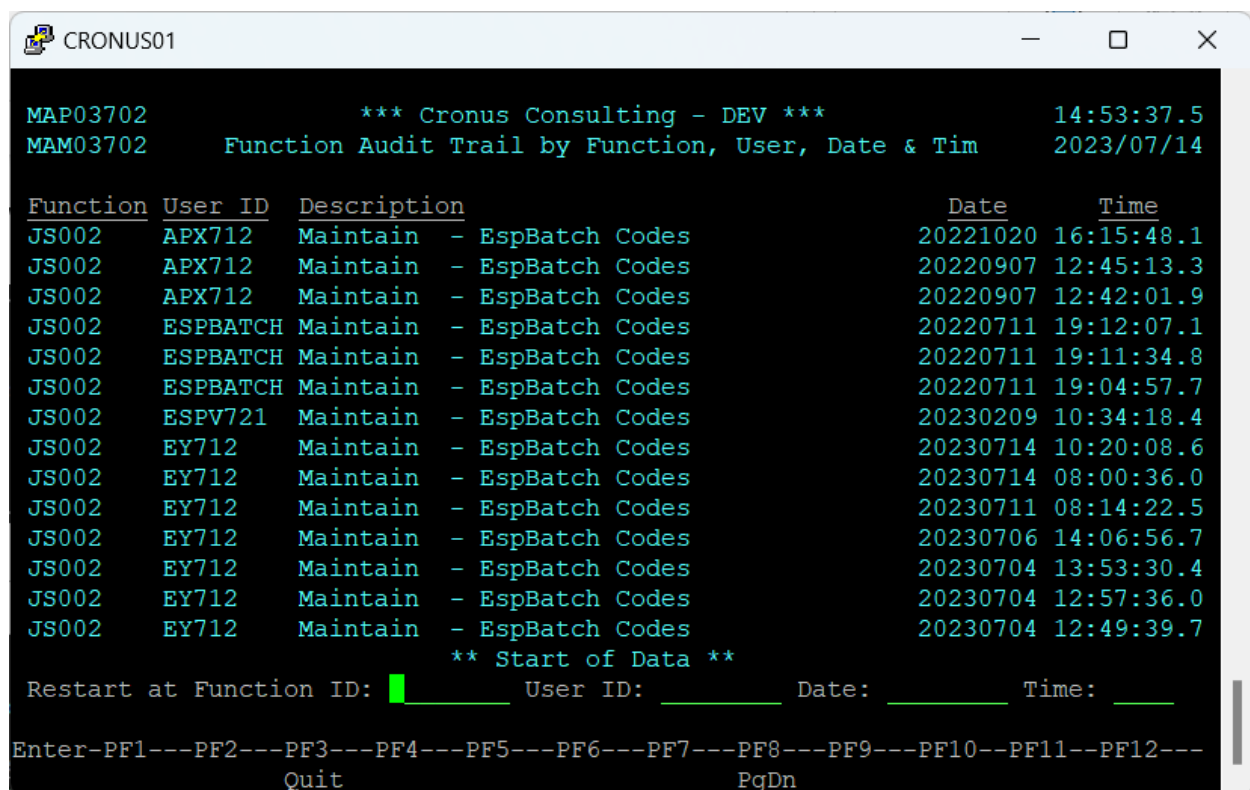 CRONUS01
MAP03702 *** Cronus Consulting - DEV *** 14:53:37.5
MAM03702 Function Audit Trail by Function, User, Date & Tim 2023/07/14
Function User ID Description Date Time
JS002 APX712 Maintain - EspBatch Codes 20221020 16:15:48.1
JS002 APX712 Maintain - EspBatch Codes 20220907 12:45:13.3
JS002 APX712 Maintain - EspBatch Codes 20220907 12:42:01.9
JS002 ESPBATCH Maintain - EspBatch Codes 20220711 19:12:07.1
JS002 ESPBATCH Maintain - EspBatch Codes 20220711 19:11:34.8
JS002 ESPBATCH Maintain - EspBatch Codes 20220711 19:04:57.7
JS002 ESPV721 Maintain - EspBatch Codes 20230209 10:34:18.4
JS002 EY712 Maintain - EspBatch Codes 20230714 10:20:08.6
JS002 EY712 Maintain - EspBatch Codes 20230714 08:00:36.0
JS002 EY712 Maintain - EspBatch Codes 20230711 08:14:22.5
JS002 EY712 Maintain - EspBatch Codes 20230706 14:06:56.7
JS002 EY712 Maintain - EspBatch Codes 20230704 13:53:30.4
JS002 EY712 Maintain - EspBatch Codes 20230704 12:57:36.0
JS002 EY712 Maintain - EspBatch Codes 20230704 12:49:39.7
** Start of Data **
Restart at Function ID: User ID: Date: Time:
Enter-PF1---PF2---PF3---PF4---PF5---PF6---PF7---PF8---PF9---PF10--PF11--PF12---
Quit PgDn